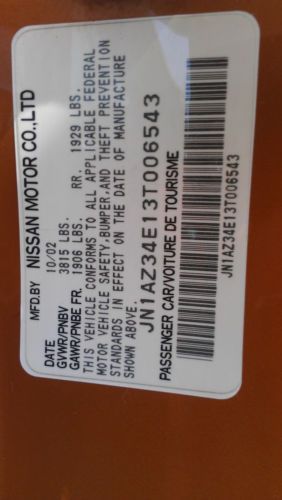 MFD.BY NISSAN MOTOR CO.,LTD
DATE 10/02
GVWR/PNBV 3815 LBS.
GAWR/PNBE FR. 1906 LBS. RR. 1929 LBS.
THIS VEHICLE CONFORMS TO ALL APPLICABLE FEDERAL
MOTOR VEHICLE SAFETY,BUMPER,AND THEFT PREVENTION
STANDARDS IN EFFECT ON THE DATE OF MANUFACTURE
SHOWN ABOVE.
JN1AZ34E13T006543
PASSENGER CAR/VOITURE DE TOURISME
JN1AZ34E13T006543